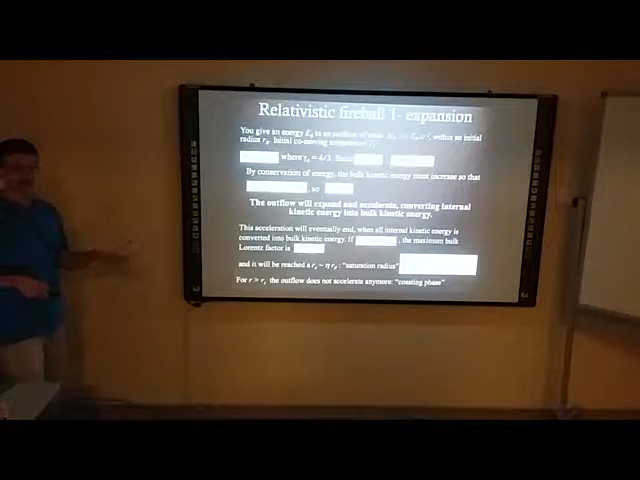 Relativistic fireball 1- expansion
You give an energy E₀ to an outflow of mass within an initial
radius r₀. Initial co-moving temperature
where γₐ = 4/3. Since
By conservation of energy, the bulk kinetic energy must increase so that
, so
The outflow will expand and accelerate, converting internal
kinetic energy into bulk kinetic energy.
This acceleration will eventually end, when all internal kinetic energy is
converted into bulk kinetic energy. If , the maximum bulk
Lorentz factor is
and it will be reached a rₛ ~ η r₀ : "saturation radius"
For r > rₛ the outflow does not accelerate anymore: "coasting phase"